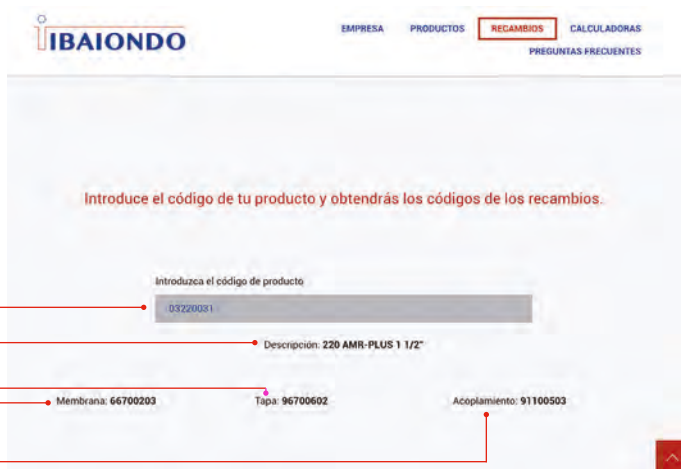 IBAIONDO
EMPRESA PRODUCTOS RECAMBIOS CALCULADORAS
PREGUNTAS FRECUENTES
Introduce el código de tu producto y obtendrás los códigos de los recambios.
Introduzca el código de producto
03220031
Descripción: 220 AMR-PLUS 1 1/2"
Membrana: 66700203 Tapa: 96700602 Acoplamiento: 91100503